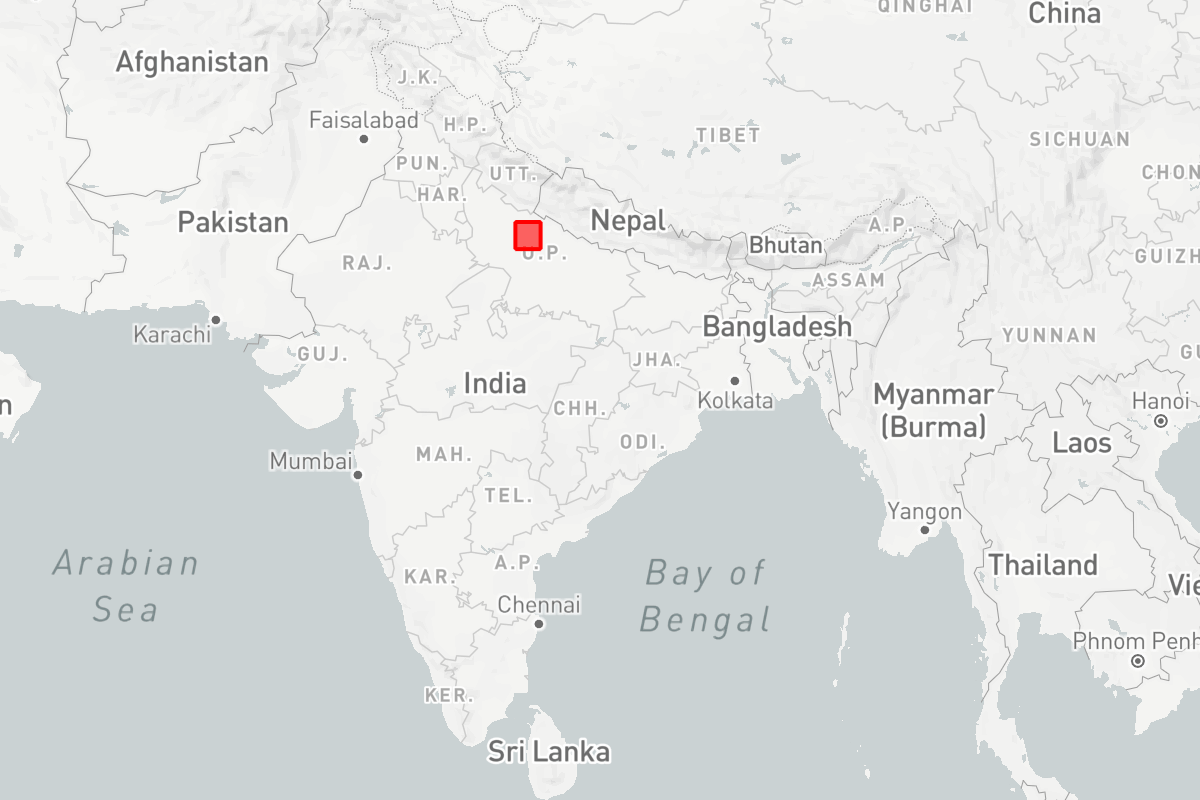 QINGHAI
China
Afghanistan
J.K.
Faisalabad
H.P.
TIBET
SICHUAN
PUN.
UTT.
CHON
HAR.
Pakistan
Nepal
A.P.
Bhutan
U.P.
RAJ.
GUIZH
ASSAM
Karachi
Bangladesh
YUNNAN
GUJ.
JHA.
GU
India
Kolkata
Myanmar
(Burma)
Hanoi
n
CHH.
ODI.
Laos
MAH.
Mumbai
TEL.
Yangon
Arabian
Sea
A.P.
Bay of
Bengal
Thailand
KAR.
Vie
Chennai
Phnom Penh
KER.
Sri Lanka